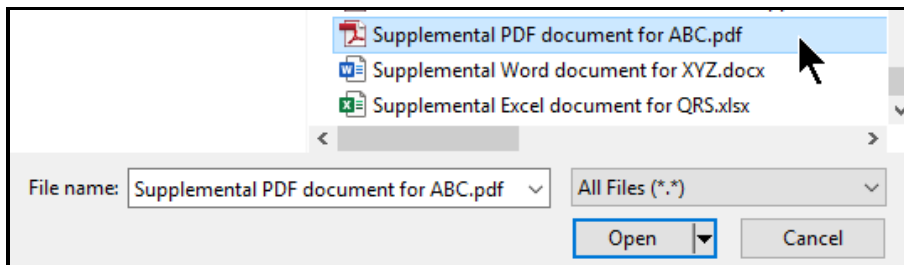 Supplemental PDF document for ABC.pdf
Supplemental Word document for XYZ.docx
Supplemental Excel document for QRS.xlsx
File name: Supplemental PDF document for ABC.pdf All Files (*.*)
Open Cancel